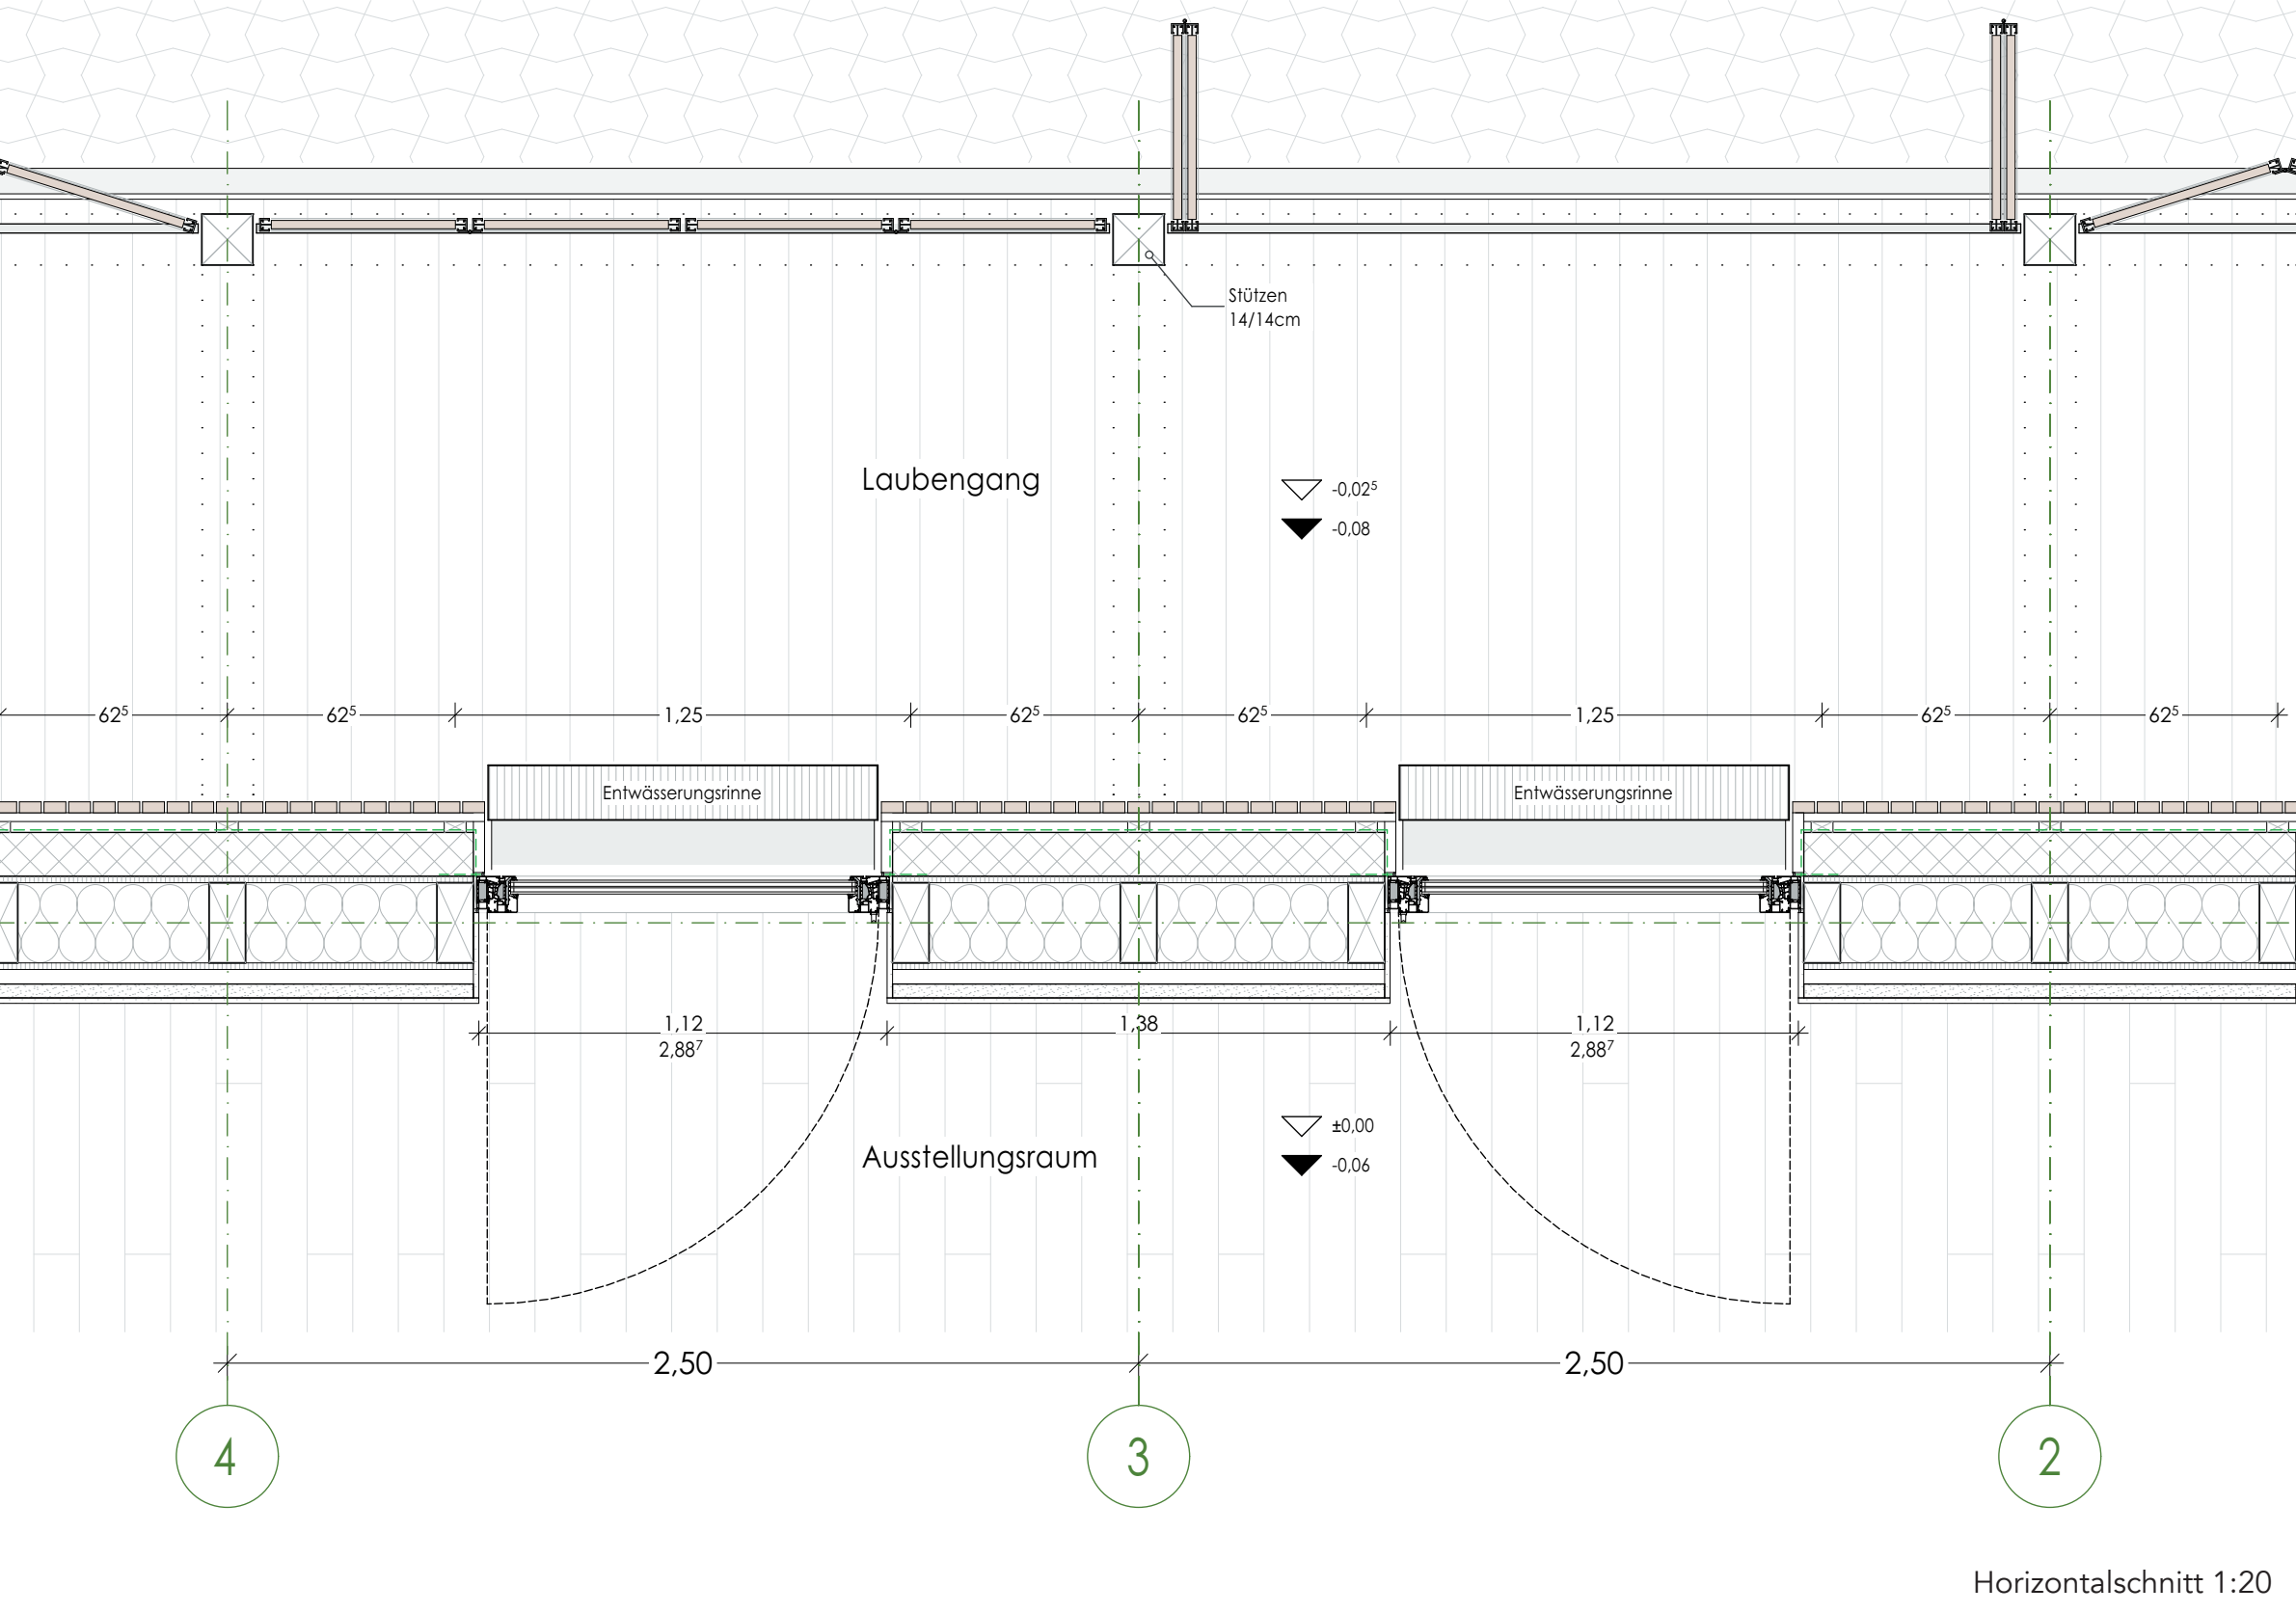 Stützen
14/14cm
Laubengang
-0,02⁵
-0,08
62⁵ 62⁵ 1,25 62⁵ 62⁵ 1,25 62⁵ 62⁵
Entwässerungsrinne Entwässerungsrinne
1,12 1,38 1,12
2,88⁷ 2,88⁷
±0,00
Ausstellungsraum
-0,06
2,50 2,50
4 3 2
Horizontalschnitt 1:20